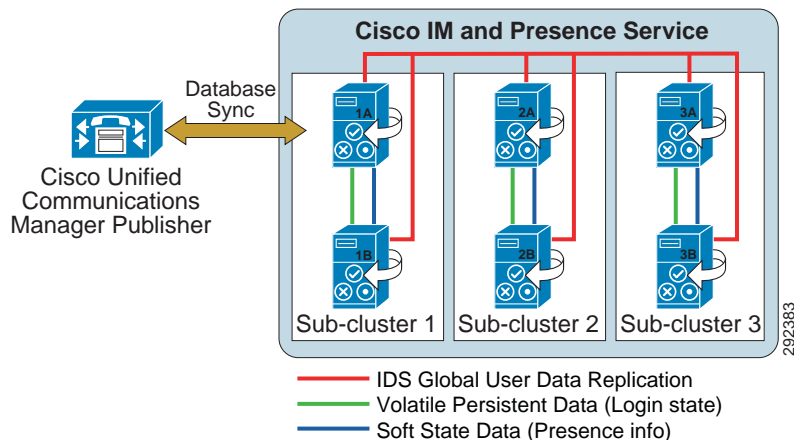 Cisco IM and Presence Service
Database
Sync
Cisco Unified
Communications
Manager Publisher
1A
2A
3A
1B
2B
3B
Sub-cluster 1
Sub-cluster 2
Sub-cluster 3
292383
IDS Global User Data Replication
Volatile Persistent Data (Login state)
Soft State Data (Presence info)